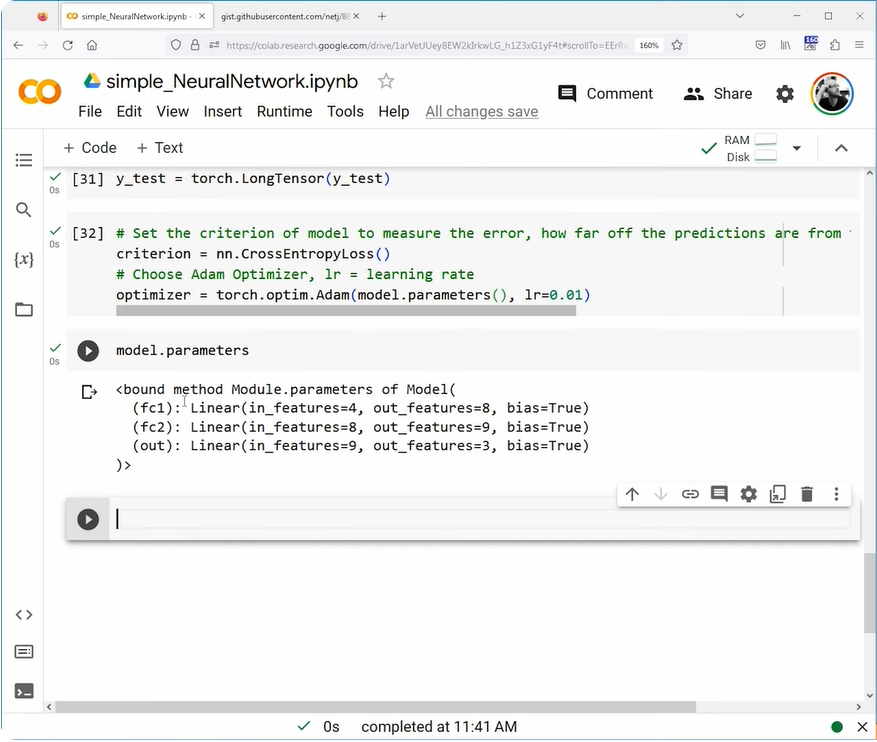 simple_NeuralNetwork.ipynb -
gist.githubusercontent.com/netj/88
https://colab.research.google.com/drive/
160%
160
simple_NeuralNetwork.ipynb
Comment
Share
File Edit View Insert Runtime Tools Help All changes save
+ Code + Text
RAM
Disk
[31] y_test = torch.LongTensor(y_test)
0s
[32] # Set the criterion of model to measure the error, how far off the predictions are from
0s
criterion = nn.CrossEntropyLoss()
# Choose Adam Optimizer, lr = learning rate
optimizer = torch.optim.Adam(model.parameters(), lr=0.01)
model.parameters
0s
<bound method Module.parameters of Model(
(fc1): Linear(in_features=4, out_features=8, bias=True)
(fc2): Linear(in_features=8, out_features=9, bias=True)
(out): Linear(in_features=9, out_features=3, bias=True)
)>
{x}
0s completed at 11:41 AM